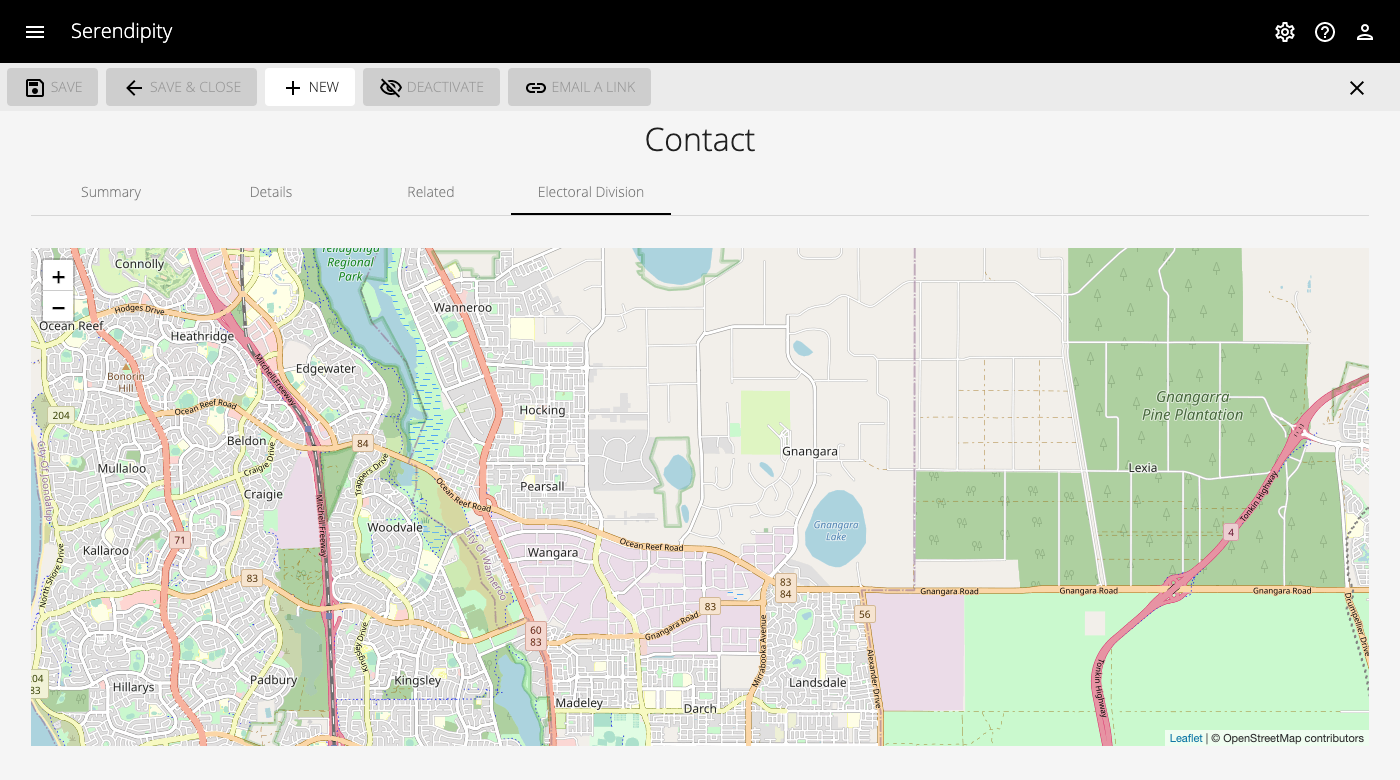 Serendipity
SAVE
SAVE & CLOSE
NEW
DEACTIVATE
EMAIL A LINK
Contact
Summary
Details
Related
Electoral Division
+
−
Connolly
Yellagonga
Regional
Park
Wanneroo
Hodges Drive
Ocean Reef
Heathridge
Mitchell Freeway
Edgewater
Bonorin
Hill
Gnangarra
Pine Plantation
Ocean Reef Road
204
Hocking
Beldon
84
Gnangara
Mullaloo
Craigie Drive
Trappers Drive
Lexia
Craigie
Pearsall
Ocean Reef Road
Tonkin Highway
City Of Joondalup
Mitchell Freeway
Woodvale
Gnangara
Lake
4
71
Kallaroo
Wangara
Ocean Reef Road
City Of Wanneroo
North Shore Drive
83
83
84
Gnangara Road
Gnangara Road
Gnangara Road
83
56
Drumpellier Drive
60
83
Gnangara Road
Kingsley Drive
Mirrabooka Avenue
Alexander Drive
Hillarys
Padbury
Kingsley
Landsdale
Tonkin Highway
204
83
Madeley
Darch
Leaflet | © OpenStreetMap contributors